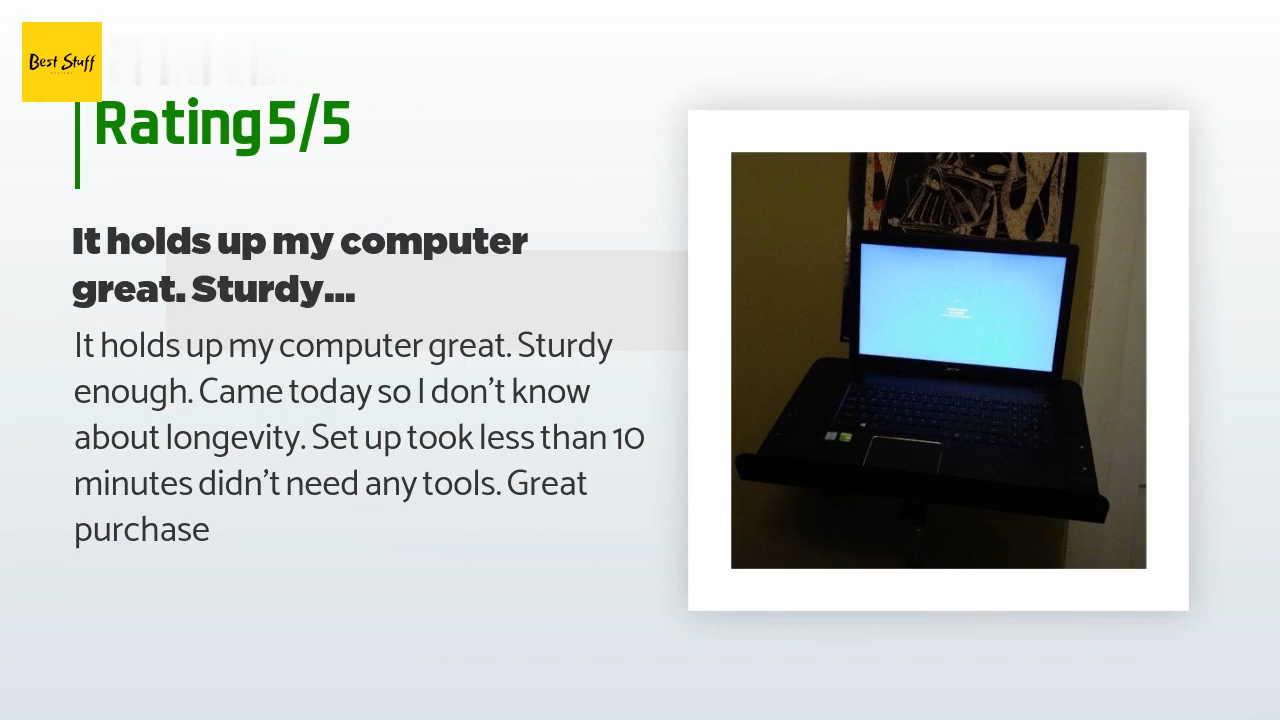 Best Stuff
Rating 5/5
It holds up my computer
great. Sturdy...
It holds up my computer great. Sturdy
enough. Came today so I don't know
about longevity. Set up took less than 10
minutes didn't need any tools. Great
purchase